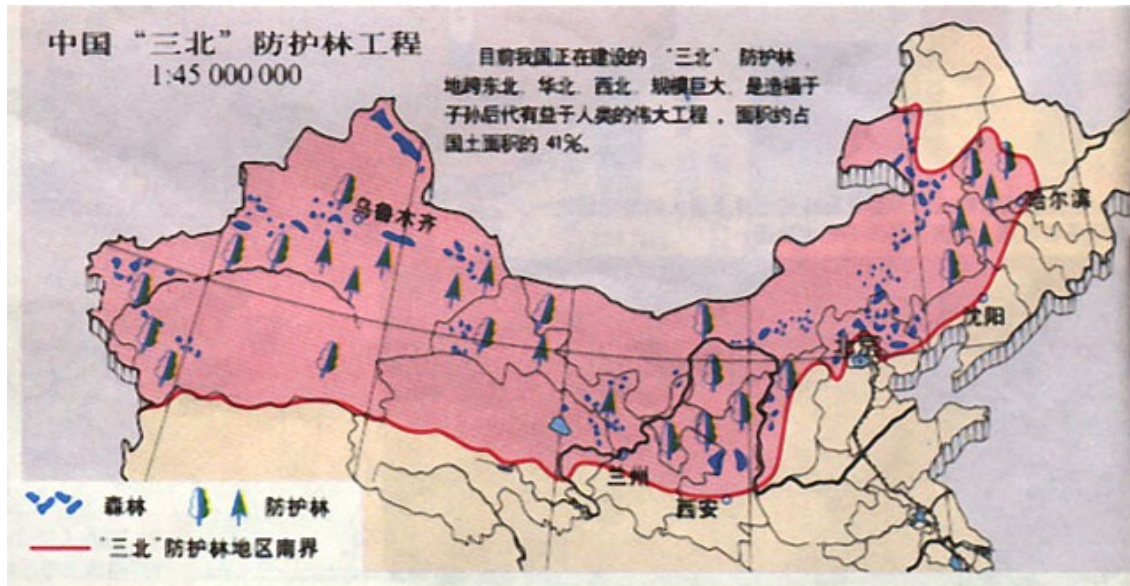 中国“三北”防护林工程
1:45 000 000
目前我国正在建设的“三北”防护林，
地跨东北、华北、西北，规模巨大，是造福于
子孙后代有益于人类的伟大工程，面积约占
国土面积的 41%。
乌鲁木齐
哈尔滨
沈阳
北京
兰州
西安
森林
防护林
“三北”防护林地区南界